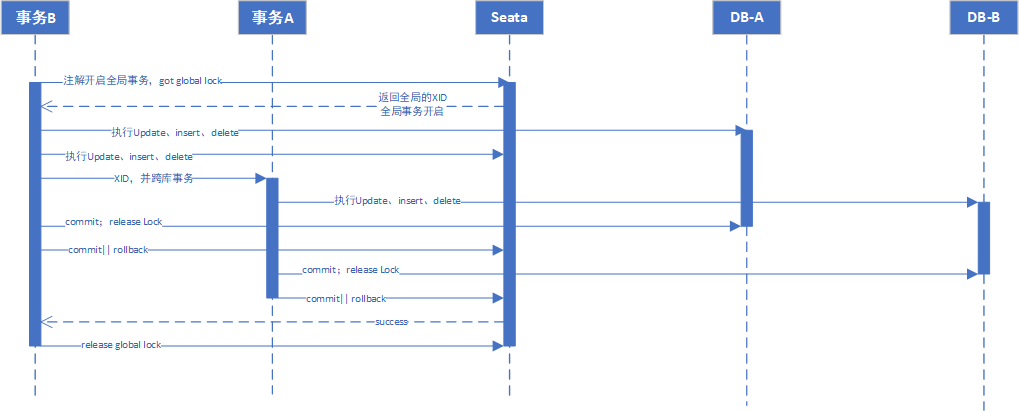 事务B
事务A
Seata
DB-A
DB-B
注解开启全局事务，got global lock
返回全局的XID
全局事务开启
执行Update、insert、delete
执行Update、insert、delete
XID，并跨库事务
执行Update、insert、delete
commit；release Lock
commit|| rollback
commit；release Lock
commit|| rollback
success
release global lock